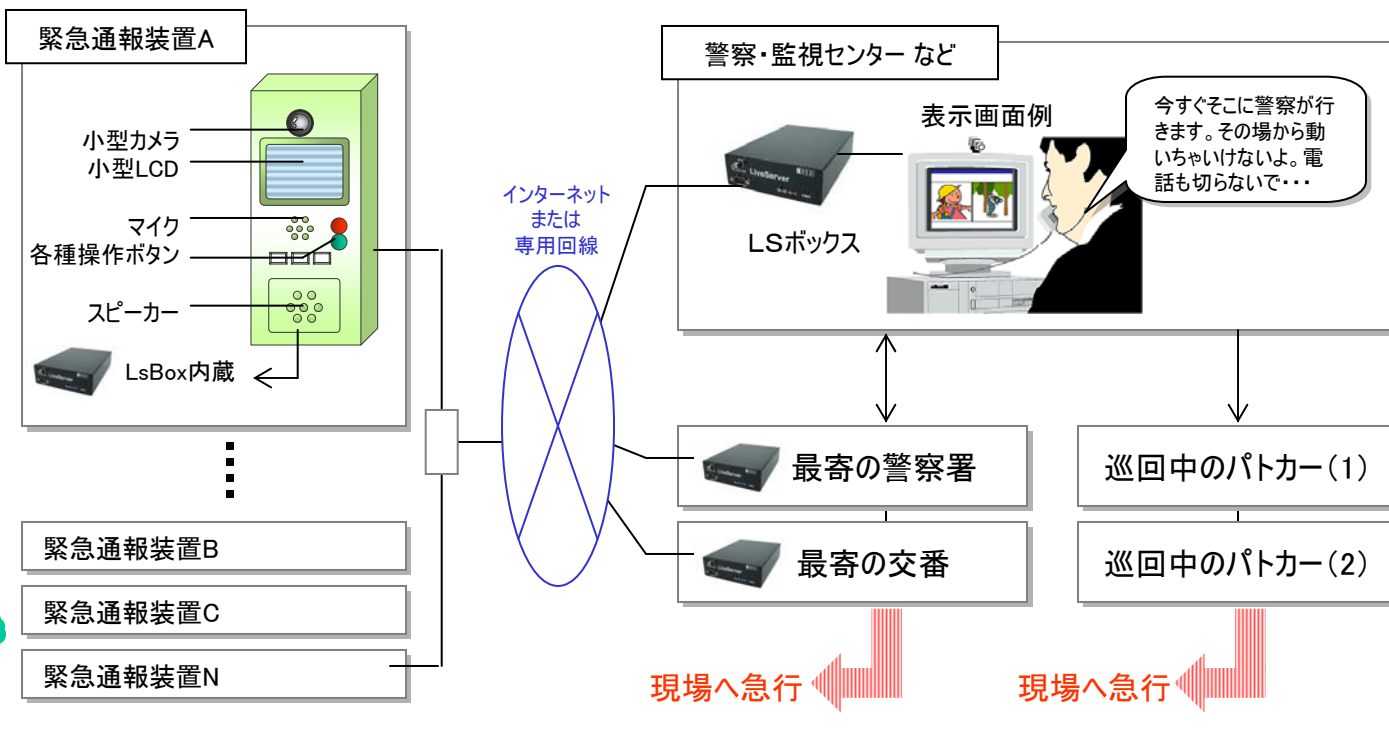 緊急通報装置A
小型カメラ
小型LCD
マイク
各種操作ボタン
スピーカー
LsBox内蔵
緊急通報装置B
緊急通報装置C
緊急通報装置N
インターネット
または
専用回線
警察・監視センター など
LiveServer
LSボックス
表示画面例
今すぐそこに警察が行
きます。その場から動
いちゃいけないよ。電
話も切らないで・・・
最寄の警察署
最寄の交番
巡回中のパトカー(1)
巡回中のパトカー(2)
現場へ急行
現場へ急行